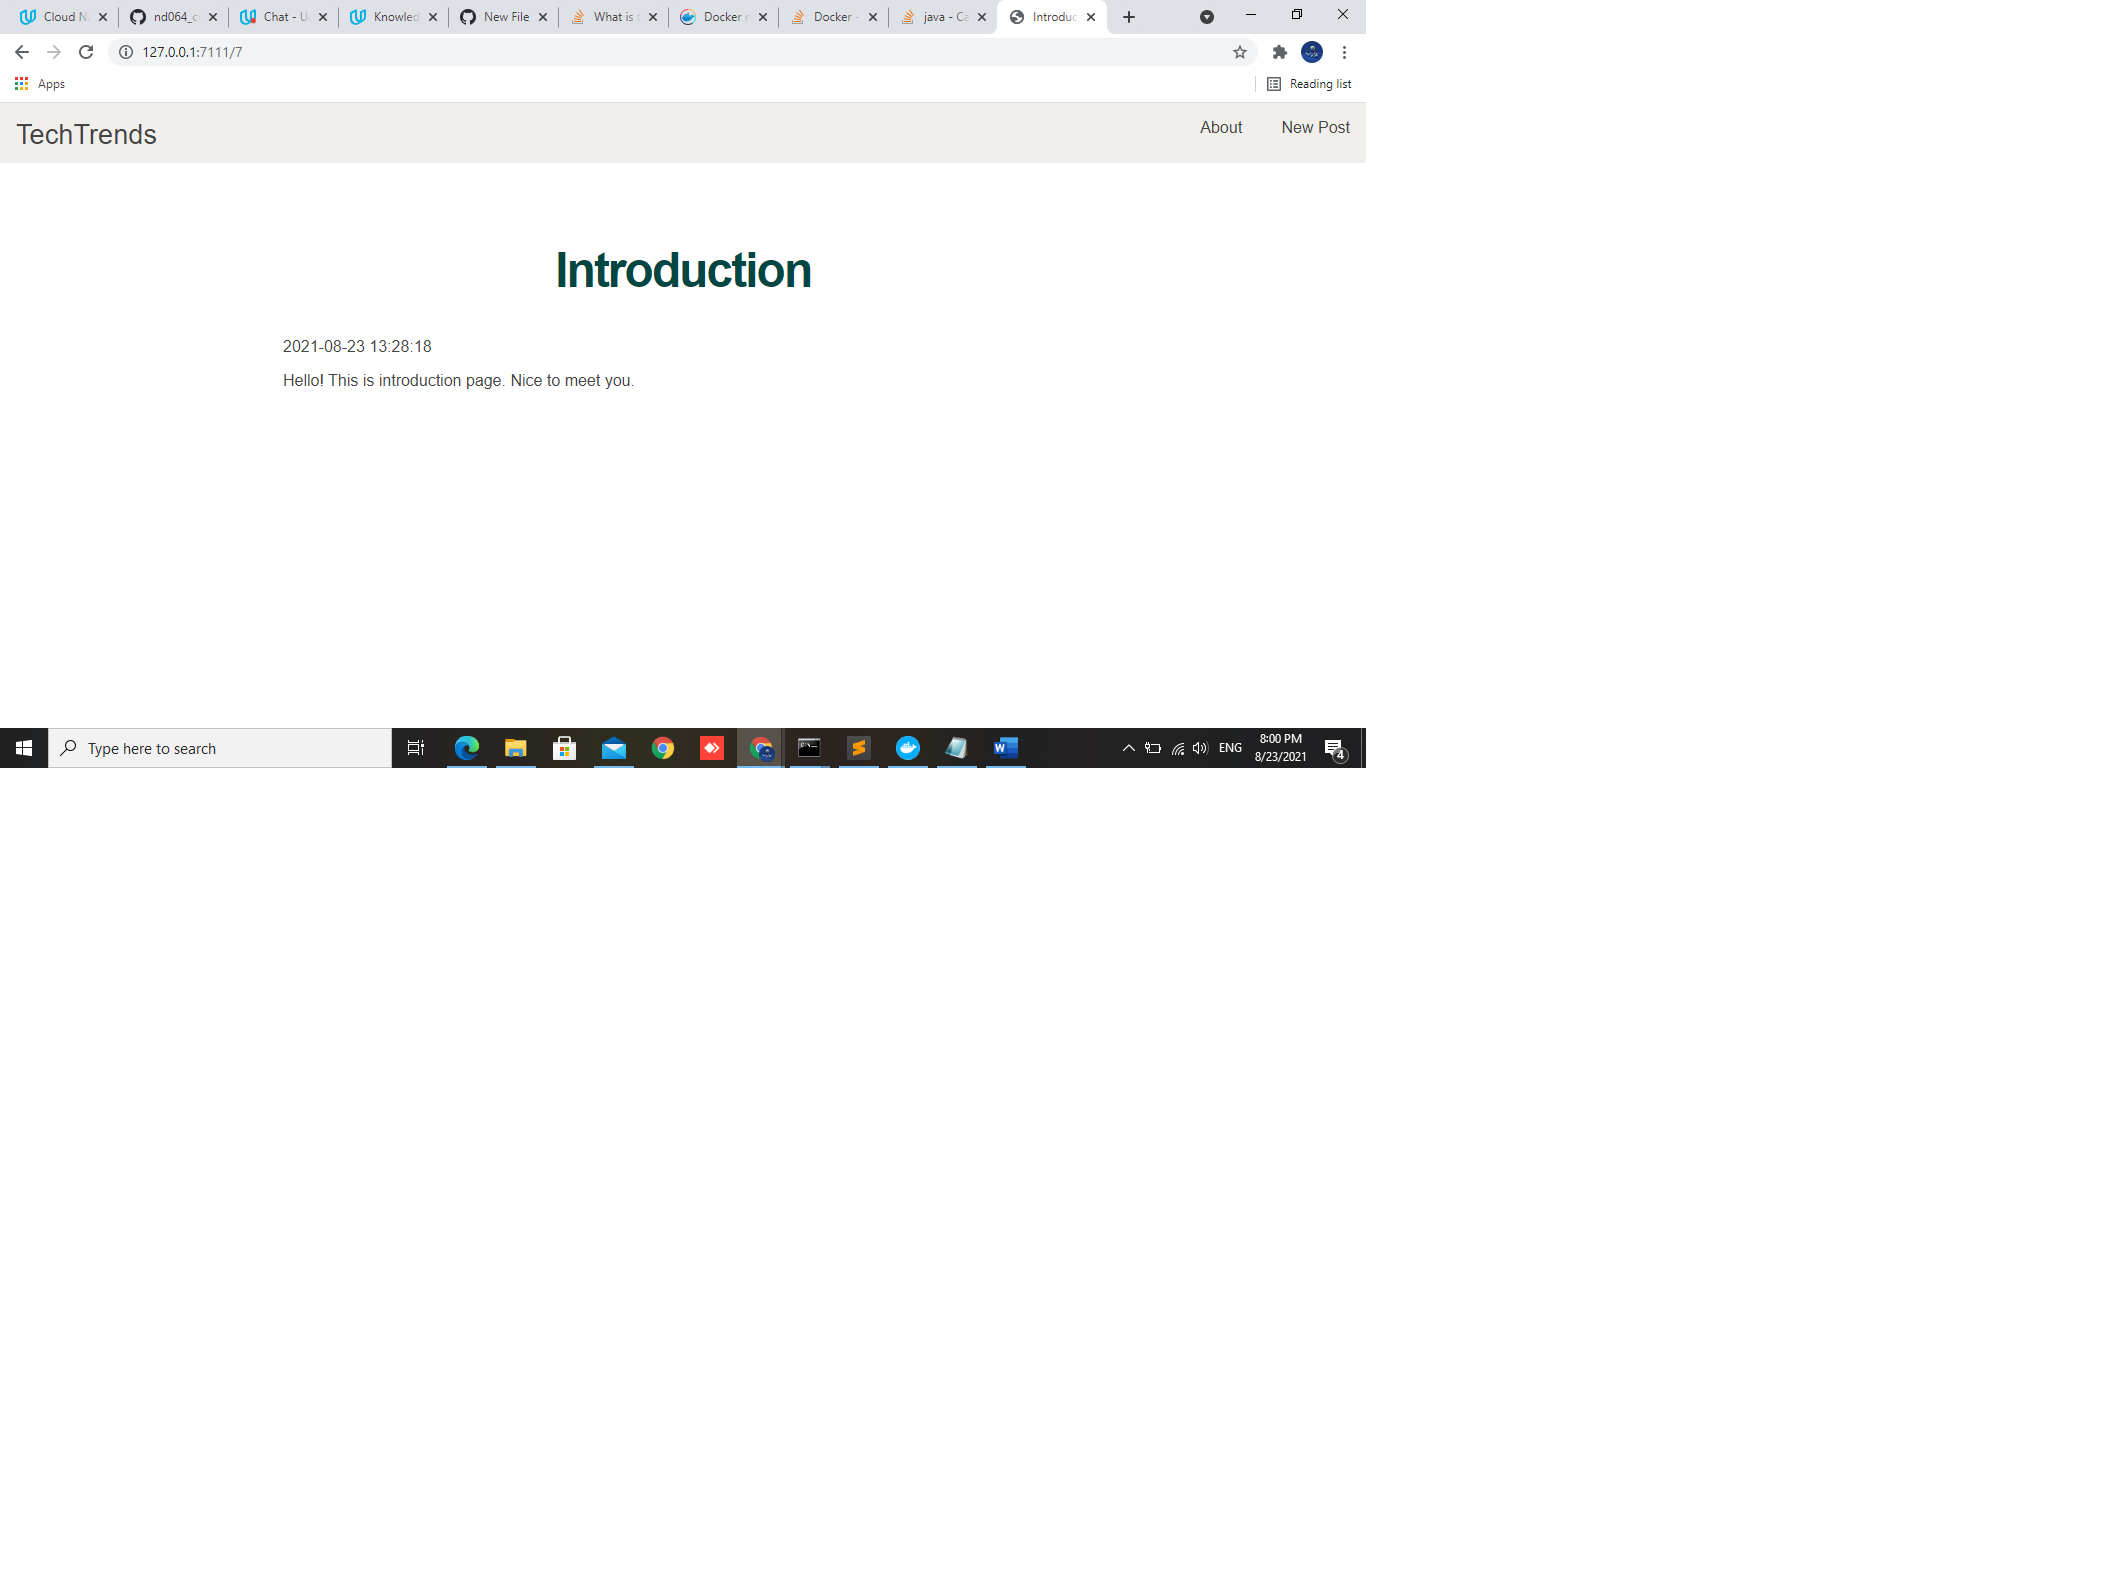 Cloud N
nd064_c
Chat - U
Knowled
New File
What is
Docker r
Docker -
java - Ca
Introduc
127.0.0.1:7111/7
Apps
Reading list
TechTrends
About
New Post
Introduction
2021-08-23 13:28:18
Hello! This is introduction page. Nice to meet you.
Type here to search
ENG
8:00 PM
8/23/2021
4